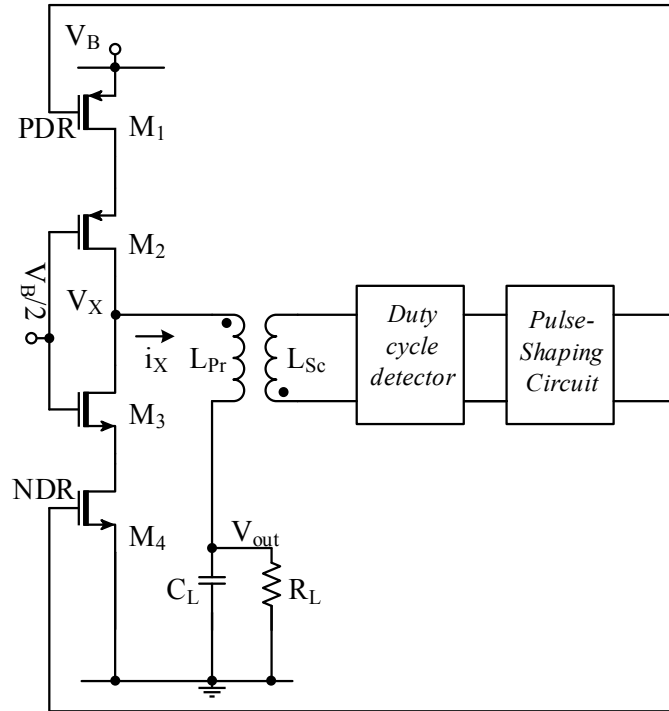 V_B
PDR
M_1
M_2
V_B/2
V_X
i_X
L_Pr
L_Sc
Duty
cycle
detector
Pulse-
Shaping
Circuit
M_3
NDR
M_4
V_out
C_L
R_L